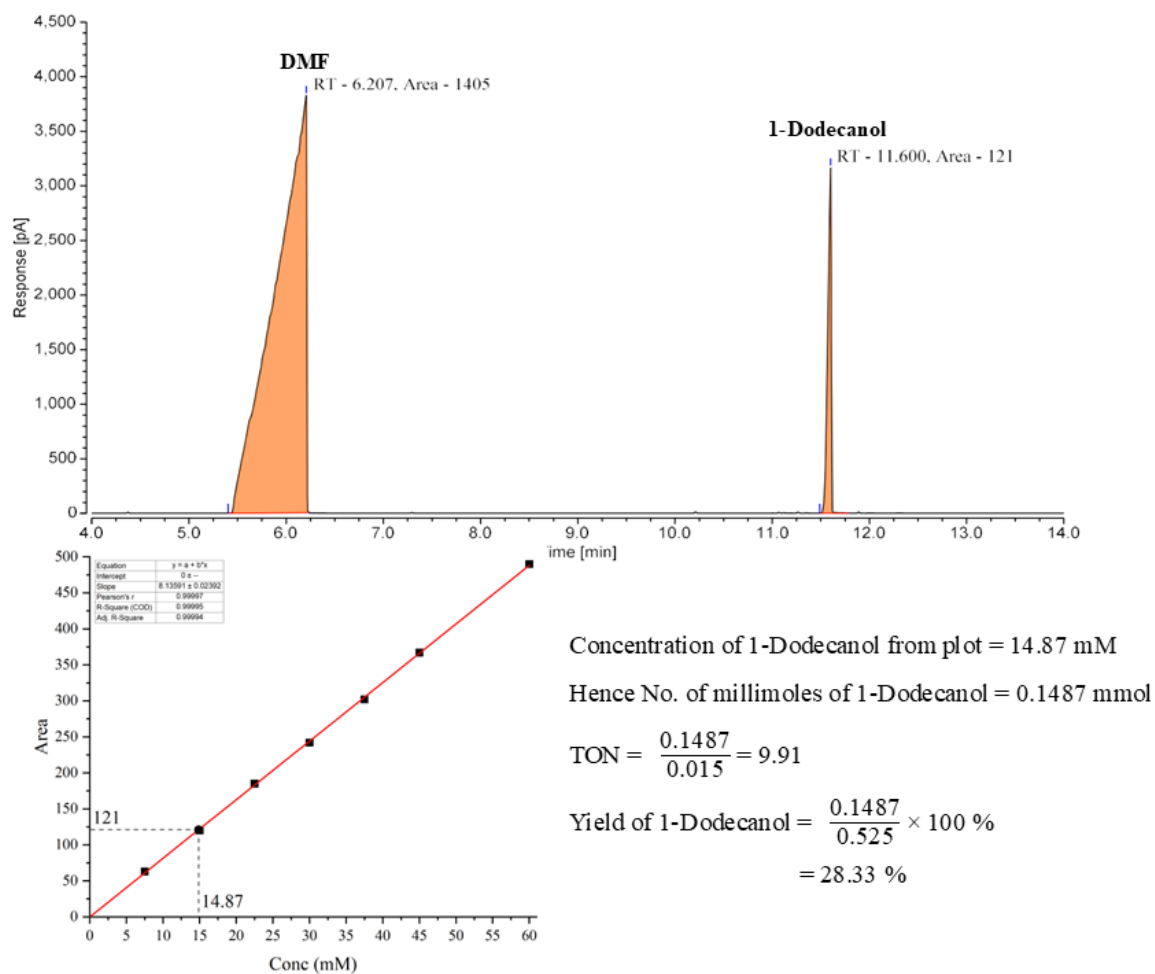 4,500
4,000
3,500
3,000
2,500
2,000
1,500
1,000
500
0
Response [pA]
DMF
RT - 6.207, Area - 1405
1-Dodecanol
RT - 11.600, Area - 121
4.0 5.0 6.0 7.0 8.0 9.0 10.0 11.0 12.0 13.0 14.0
ime [min]
500
450
400
350
300
250
200
150
100
50
0
Area
Equation y = a + b*x
Intercept 0 ± --
Slope 8.13591 ± 0.02392
Pearson's r 0.99997
R-Square (COD) 0.99995
Adj. R-Square 0.99994
121
14.87
0 5 10 15 20 25 30 35 40 45 50 55 60
Conc (mM)
Concentration of 1-Dodecanol from plot = 14.87 mM
Hence No. of millimoles of 1-Dodecanol = 0.1487 mmol
TON = 0.1487 / 0.015 = 9.91
Yield of 1-Dodecanol = 0.1487 / 0.525 × 100 %
= 28.33 %